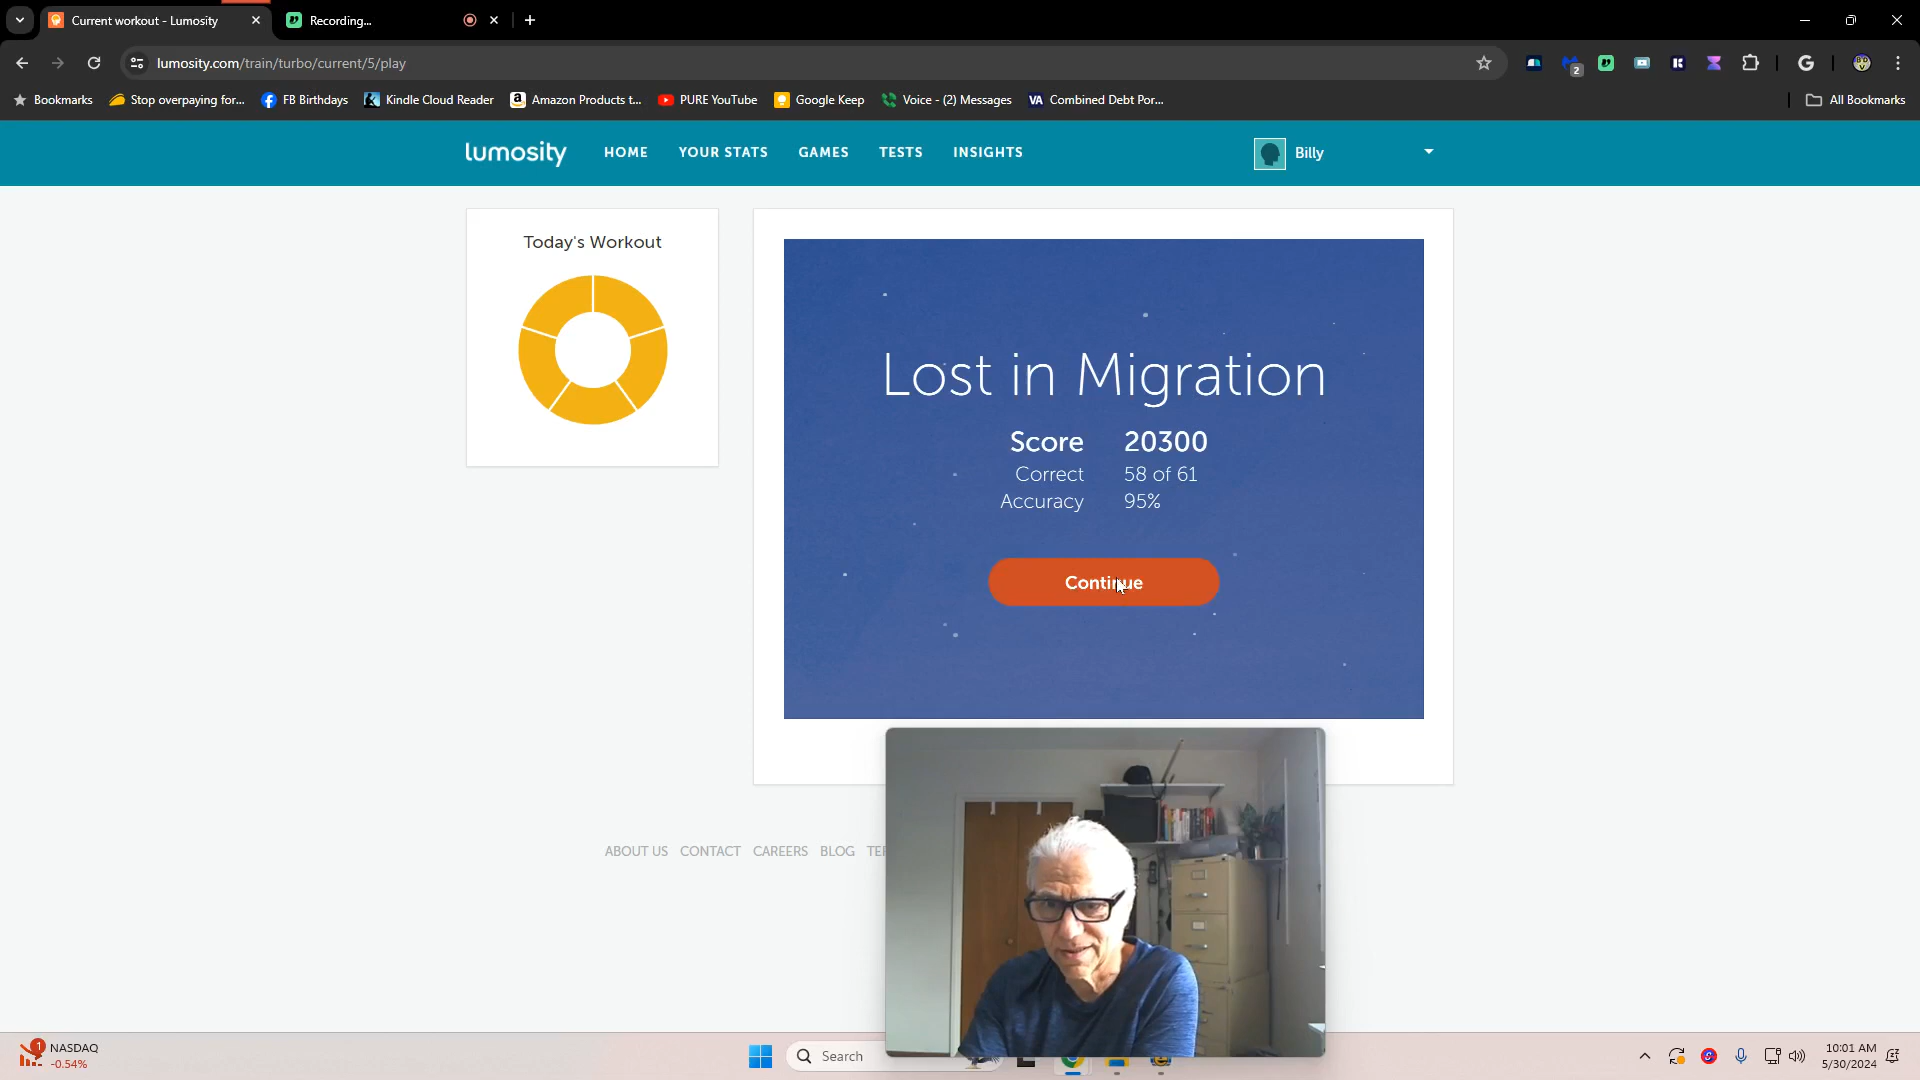 Current workout - Lumosity
Recording...
lumosity.com/train/turbo/current/5/play
2
G
Bookmarks
Stop overpaying for...
FB Birthdays
Kindle Cloud Reader
Amazon Products t...
PURE YouTube
Google Keep
Voice - (2) Messages
VA Combined Debt Por...
All Bookmarks
lumosity
HOME
YOUR STATS
GAMES
TESTS
INSIGHTS
Billy
Today's Workout
Lost in Migration
Score 20300
Correct 58 of 61
Accuracy 95%
Continue
ABOUT US CONTACT CAREERS BLOG
1
NASDAQ
-0.54%
Search
10:01 AM
5/30/2024